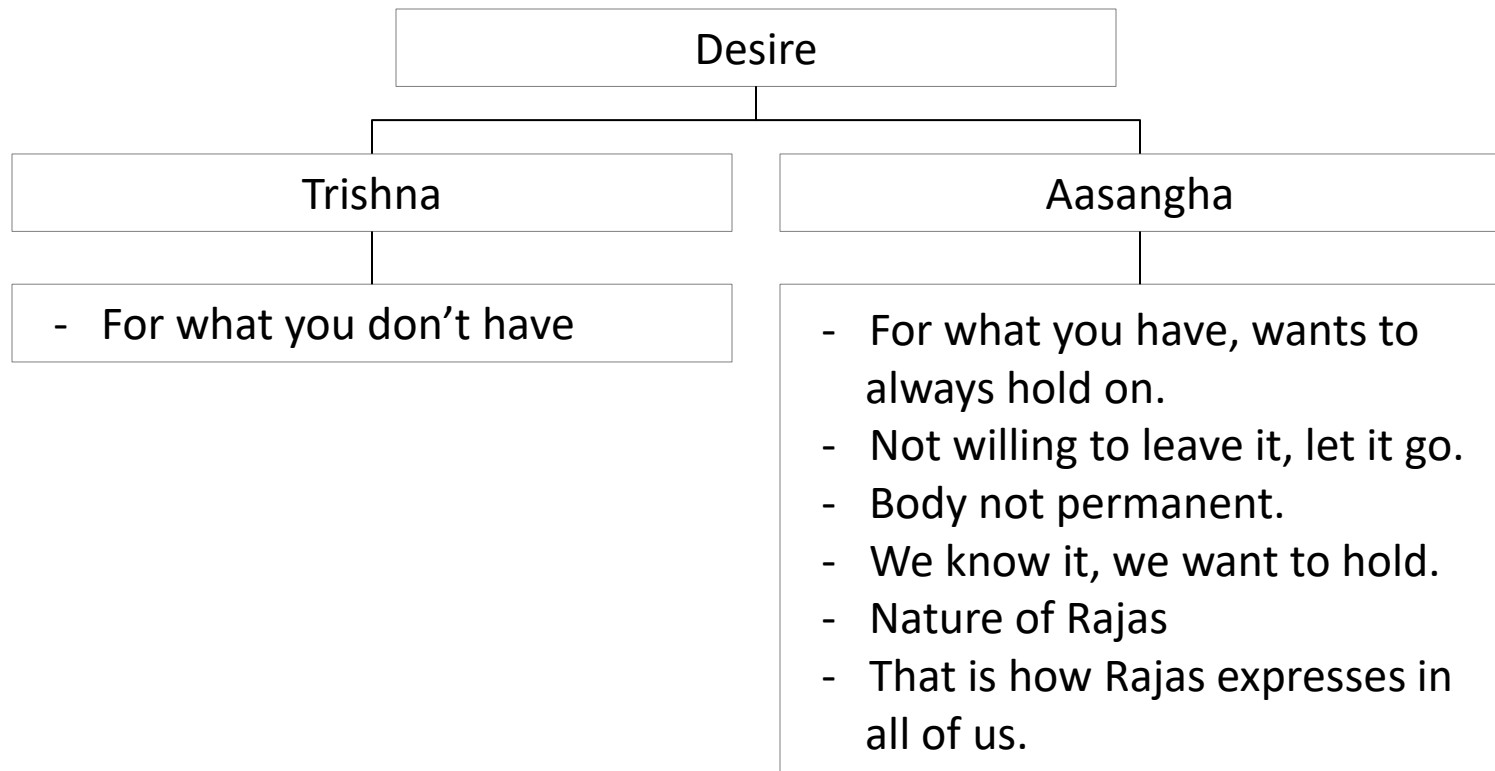 Desire
Trishna
Aasangha
- For what you don’t have
- For what you have, wants to
always hold on.
- Not willing to leave it, let it go.
- Body not permanent.
- We know it, we want to hold.
- Nature of Rajas
- That is how Rajas expresses in
all of us.